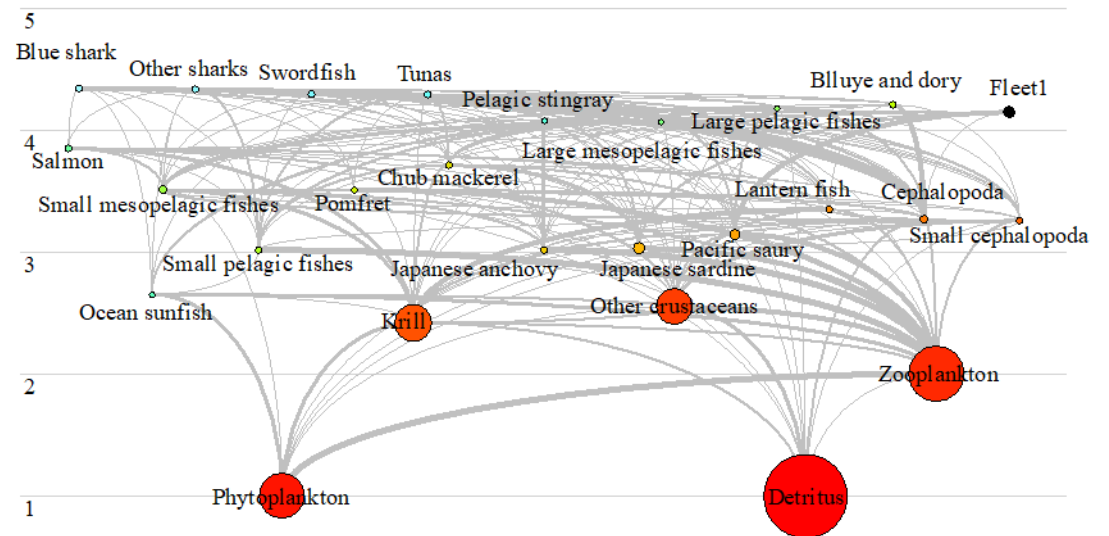 5
Blue shark
Other sharks
Swordfish
Tunas
Blluye and dory
Fleet1
Pelagic stingray
Large pelagic fishes
4
Salmon
Large mesopelagic fishes
Chub mackerel
Lantern fish
Cephalopoda
Small mesopelagic fishes
Pomfret
Small cephalopoda
Pacific saury
3
Small pelagic fishes
Japanese anchovy
Japanese sardine
Ocean sunfish
Other crustaceans
Krill
2
Zooplankton
Phytoplankton
Detritus
1